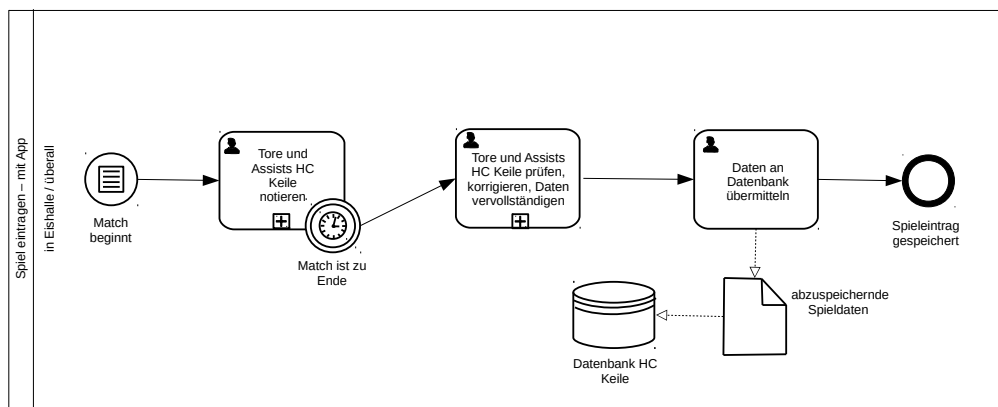 Spiel eintragen – mit App
in Eishalle / überall
Match
beginnt
Tore und
Assists HC
Keile
notieren
Match ist zu
Ende
Tore und Assists
HC Keile prüfen,
korrigieren, Daten
vervollständigen
Daten an
Datenbank
übermitteln
Spieleintrag
gespeichert
abzuspeichernde
Spieldaten
Datenbank HC
Keile